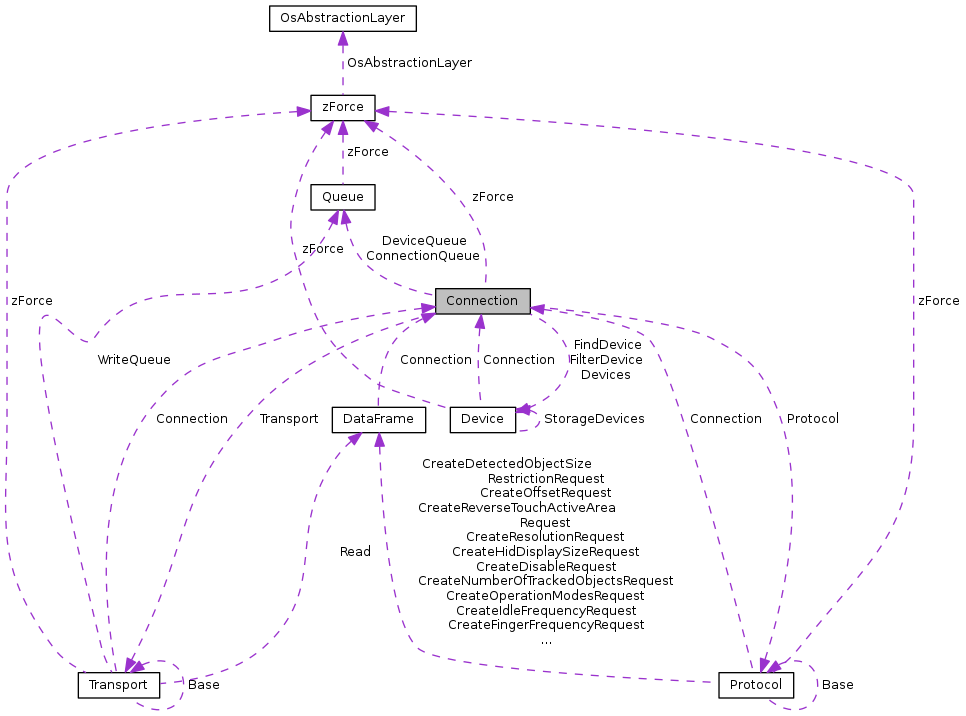 OsAbstractionLayer
OsAbstractionLayer
zForce
zForce
Queue
zForce
DeviceQueue
ConnectionQueue
zForce
zForce
Connection
zForce
WriteQueue
Connection
Connection
FindDevice
FilterDevice
Devices
Connection
Transport
DataFrame
Device
StorageDevices
Connection
Protocol
CreateDetectedObjectSize
RestrictionRequest
CreateOffsetRequest
CreateReverseTouchActiveArea
Request
CreateResolutionRequest
CreateHidDisplaySizeRequest
CreateDisableRequest
CreateNumberOfTrackedObjectsRequest
CreateOperationModesRequest
CreateIdleFrequencyRequest
CreateFingerFrequencyRequest
...
Read
Transport
Base
Protocol
Base